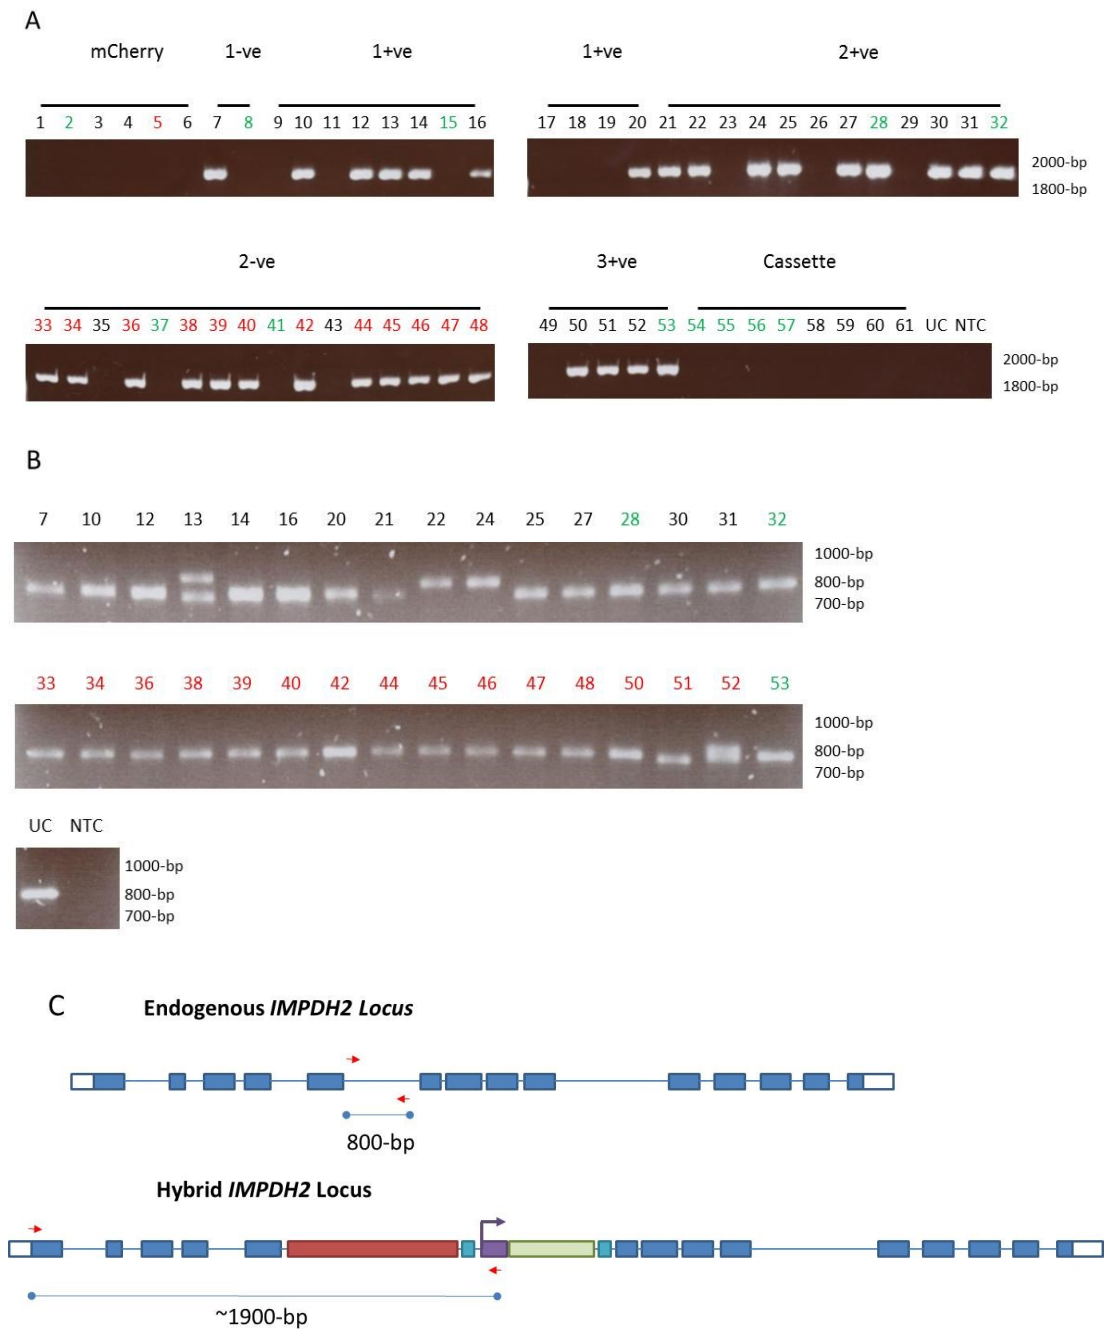 A
mCherry 1-ve 1+ve 1+ve 2+ve
1 2 3 4 5 6 7 8 9 10 11 12 13 14 15 16 17 18 19 20 21 22 23 24 25 26 27 28 29 30 31 32
2000-bp
1800-bp
2-ve 3+ve Cassette
33 34 35 36 37 38 39 40 41 42 43 44 45 46 47 48 49 50 51 52 53 54 55 56 57 58 59 60 61 UC NTC
2000-bp
1800-bp
B
7 10 12 13 14 16 20 21 22 24 25 27 28 30 31 32
1000-bp
800-bp
700-bp
33 34 36 38 39 40 42 44 45 46 47 48 50 51 52 53
1000-bp
800-bp
700-bp
UC NTC
1000-bp
800-bp
700-bp
C
Endogenous IMPDH2 Locus
800-bp
Hybrid IMPDH2 Locus
~1900-bp